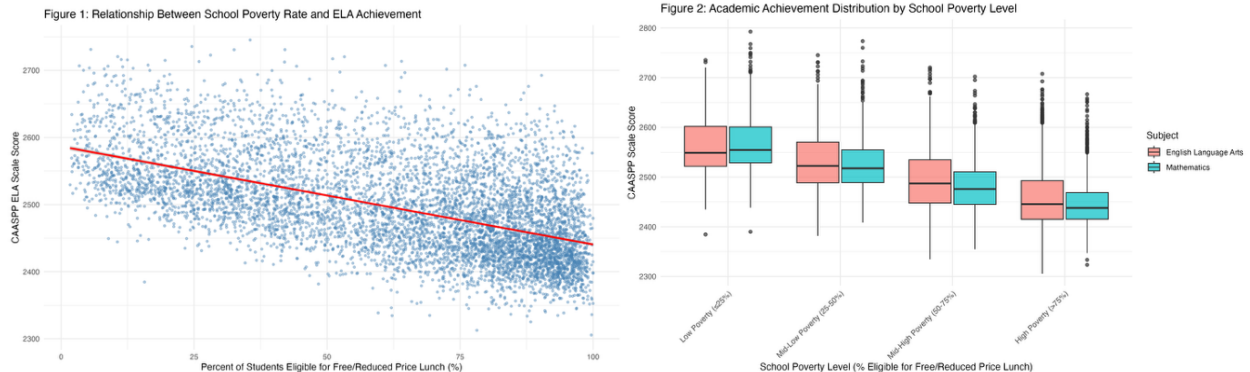 Figure 1: Relationship Between School Poverty Rate and ELA Achievement
CAASPP ELA Scale Score
2700
2600
2500
2400
2300
0
25
50
75
100
Percent of Students Eligible for Free/Reduced Price Lunch (%)
Figure 2: Academic Achievement Distribution by School Poverty Level
CAASPP Scale Score
2800
2700
2600
2500
2400
2300
Low Poverty (≤25%)
Mid-Low Poverty (25-50%)
Mid-High Poverty (50-75%)
High Poverty (>75%)
School Poverty Level (% Eligible for Free/Reduced Price Lunch)
Subject
English Language Arts
Mathematics